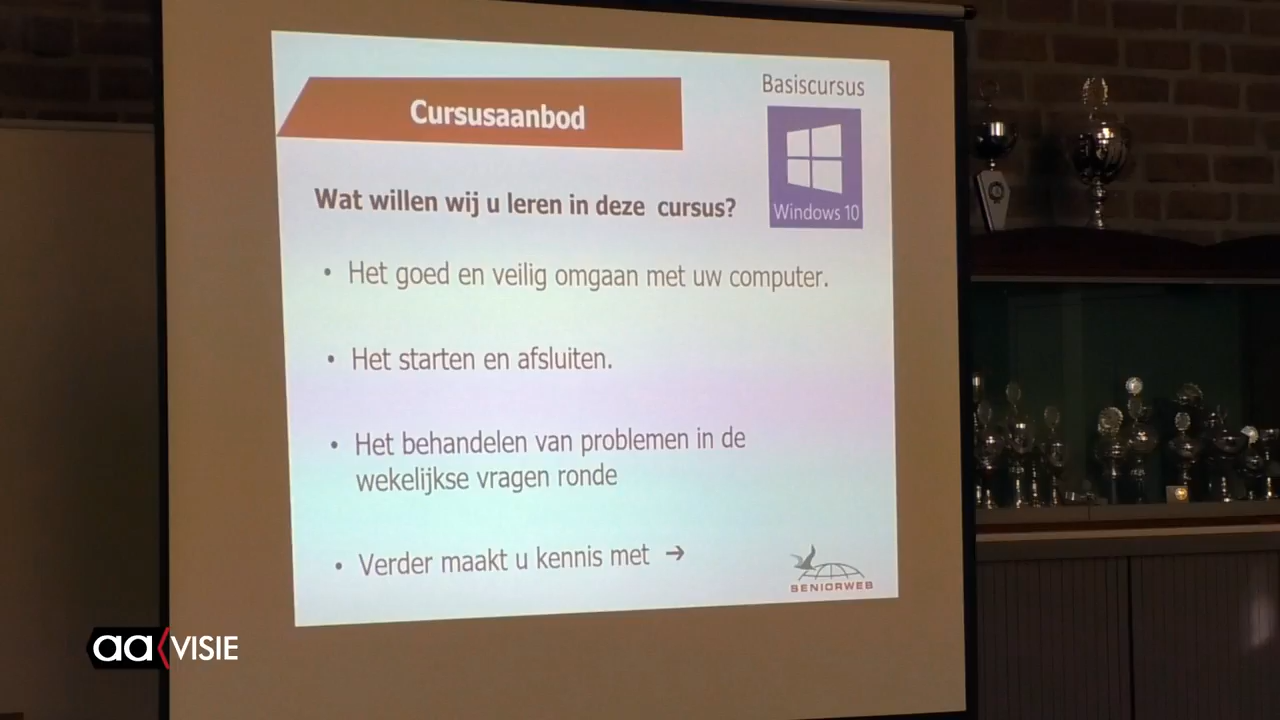 Basiscursus
Cursusaanbod
Windows 10
Wat willen wij u leren in deze cursus?
• Het goed en veilig omgaan met uw computer.
• Het starten en afsluiten.
• Het behandelen van problemen in de
wekelijkse vragen ronde
• Verder maakt u kennis met →
SENIORWEB
aa VISIE